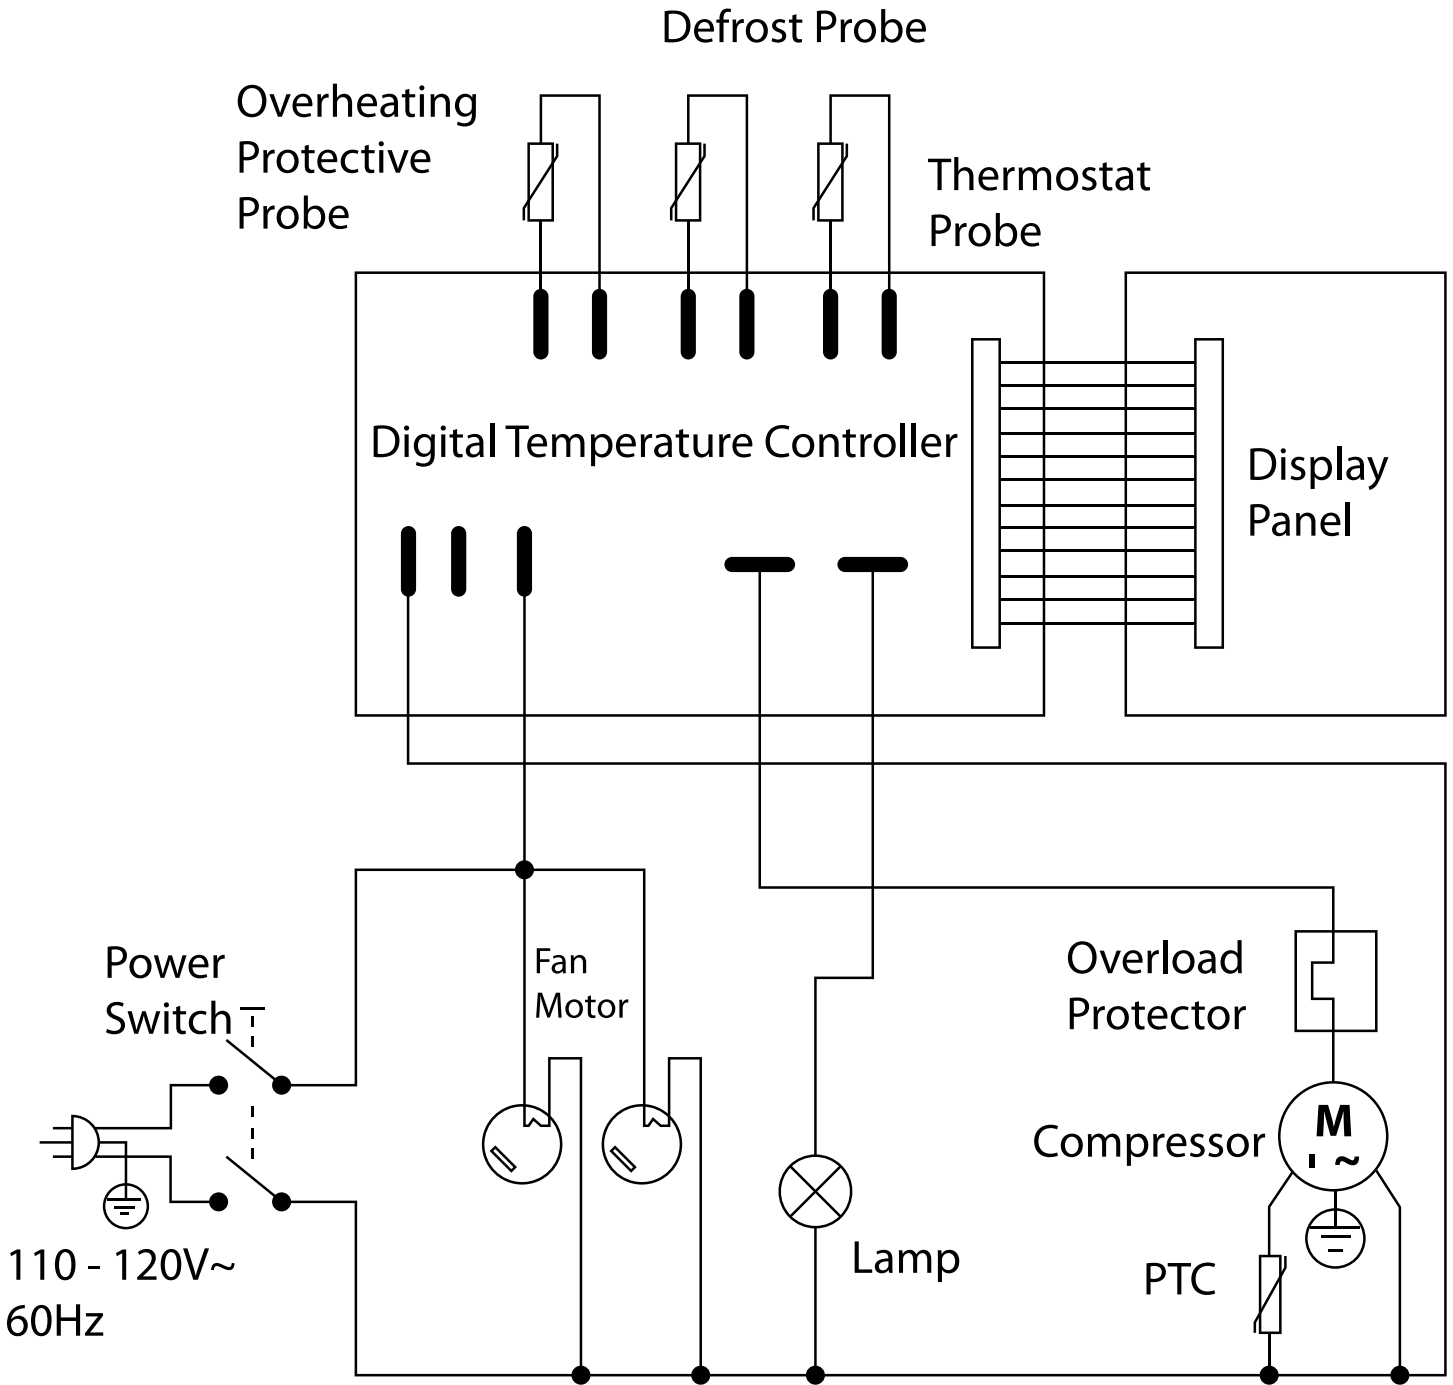 Defrost Probe
Overheating
Protective
Probe
Thermostat
Probe
Digital Temperature Controller
Display
Panel
Power
Switch
Fan
Motor
Overload
Protector
M
~
Compressor
Lamp
PTC
110 - 120V~
60Hz